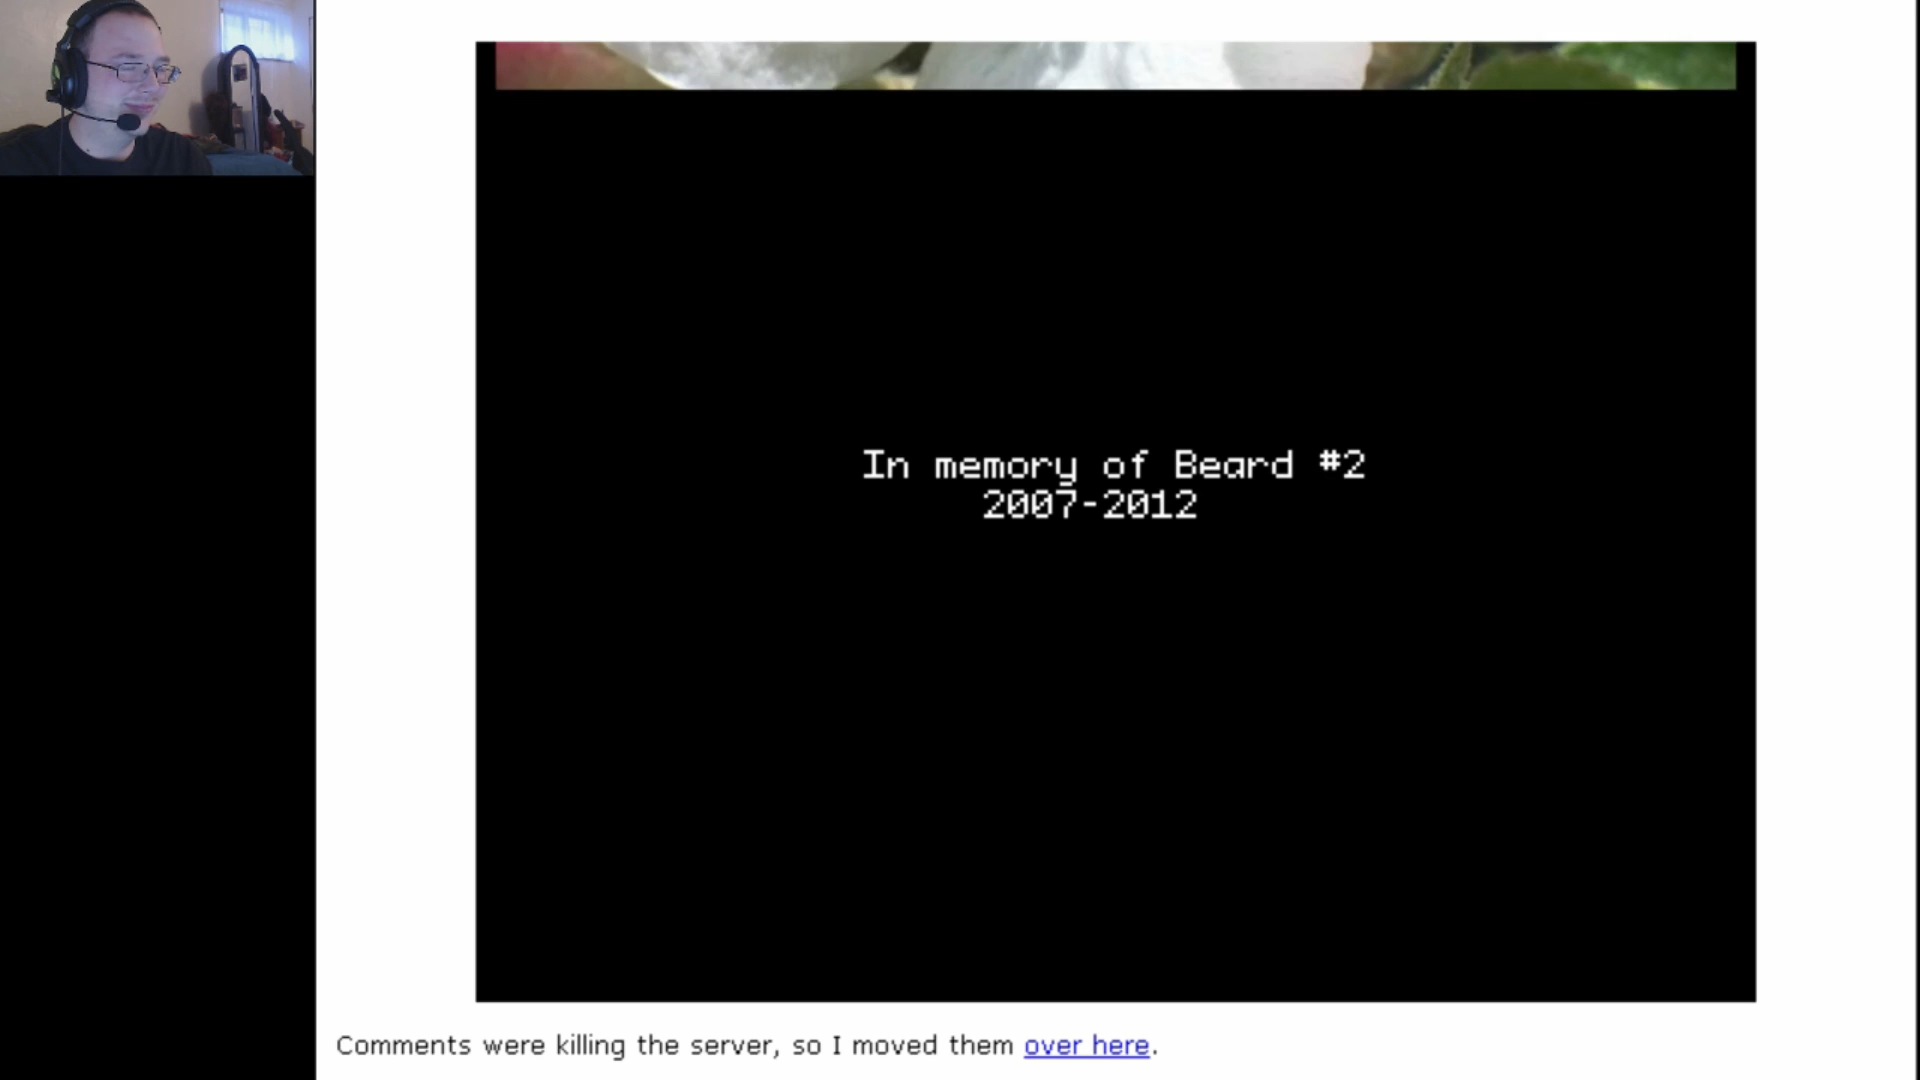 In memory of Beard #2
2007-2012
Comments were killing the server, so I moved them over here.